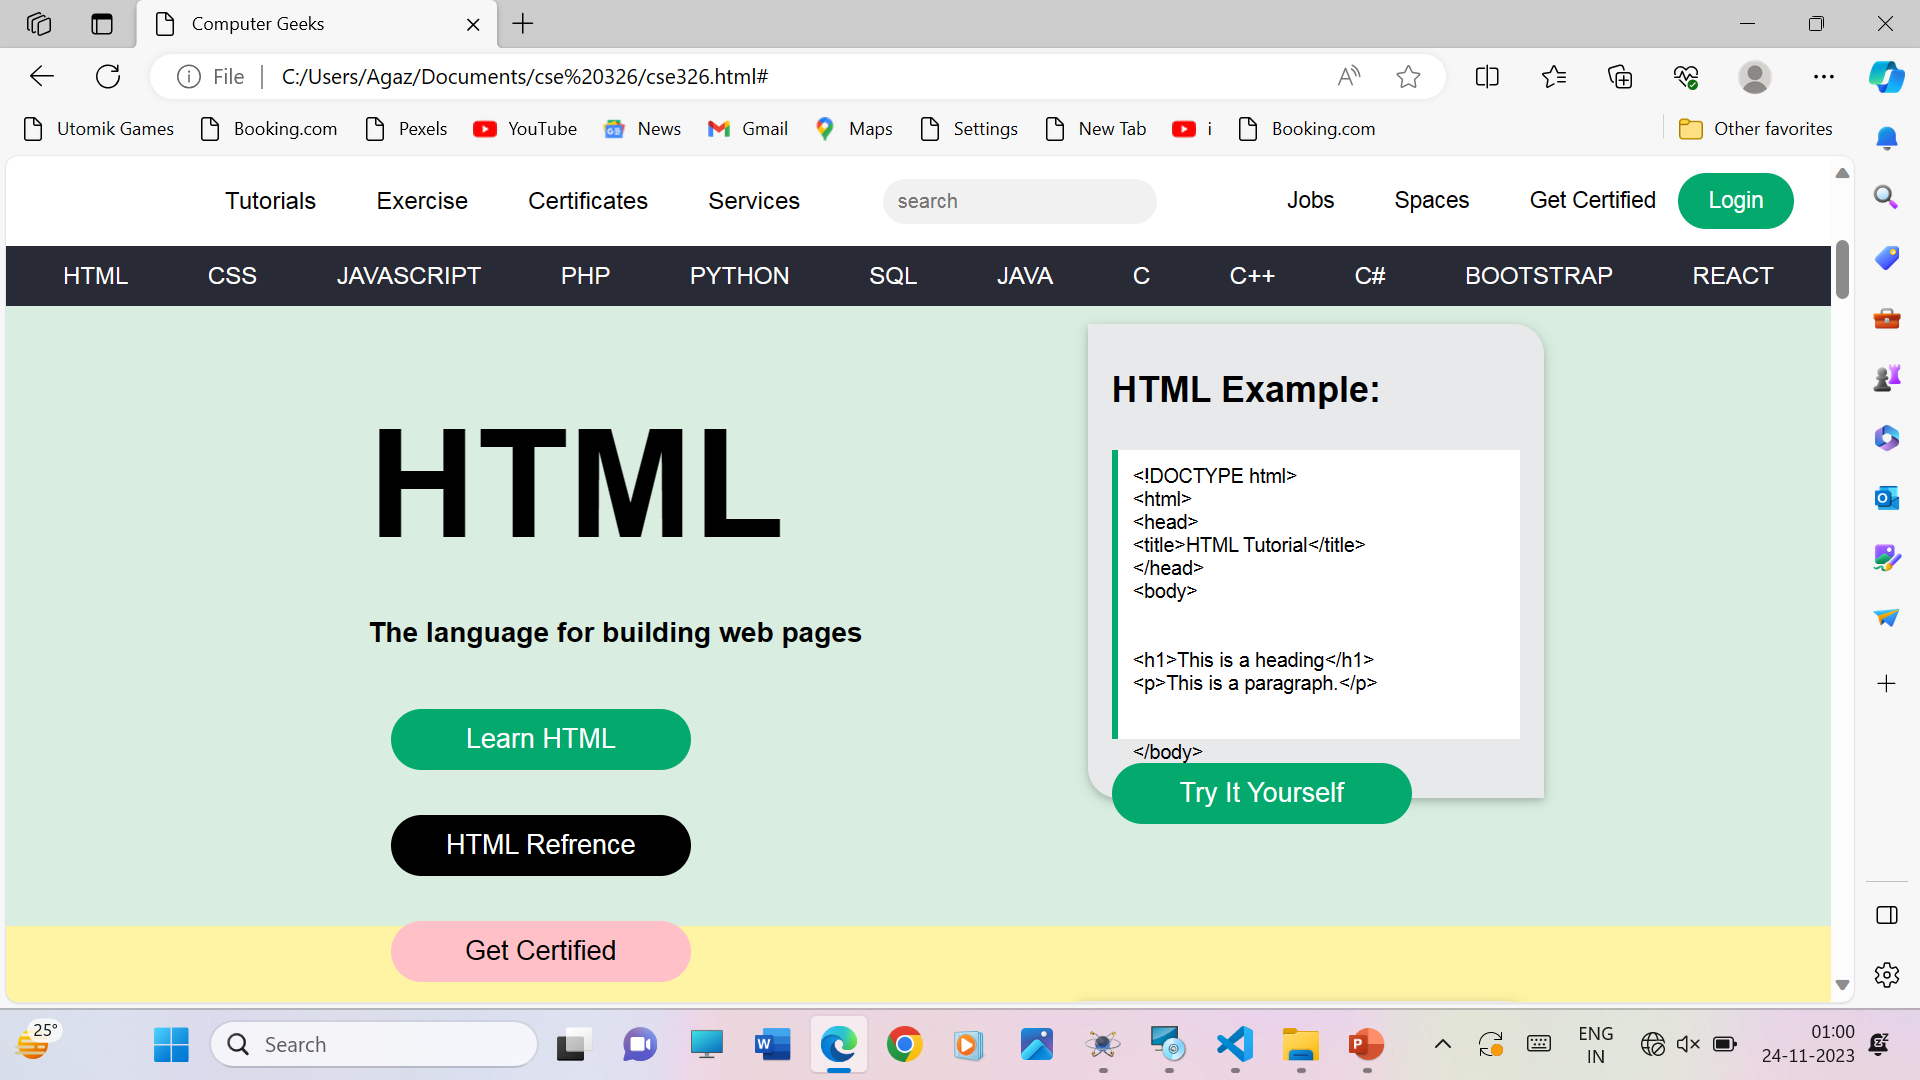 Computer Geeks
File
C:/Users/Agaz/Documents/cse%20326/cse326.html#
Utomik Games
Booking.com
Pexels
YouTube
News
Gmail
Maps
Settings
New Tab
i
Booking.com
Other favorites
Tutorials Exercise Certificates Services search Jobs Spaces Get Certified Login
HTML CSS JAVASCRIPT PHP PYTHON SQL JAVA C C++ C# BOOTSTRAP REACT
HTML
The language for building web pages
Learn HTML
HTML Refrence
Get Certified
HTML Example:
<!DOCTYPE html>
<html>
<head>
<title>HTML Tutorial</title>
</head>
<body>
<h1>This is a heading</h1>
<p>This is a paragraph.</p>
</body>
Try It Yourself
25°
Search
ENG
IN
01:00
24-11-2023